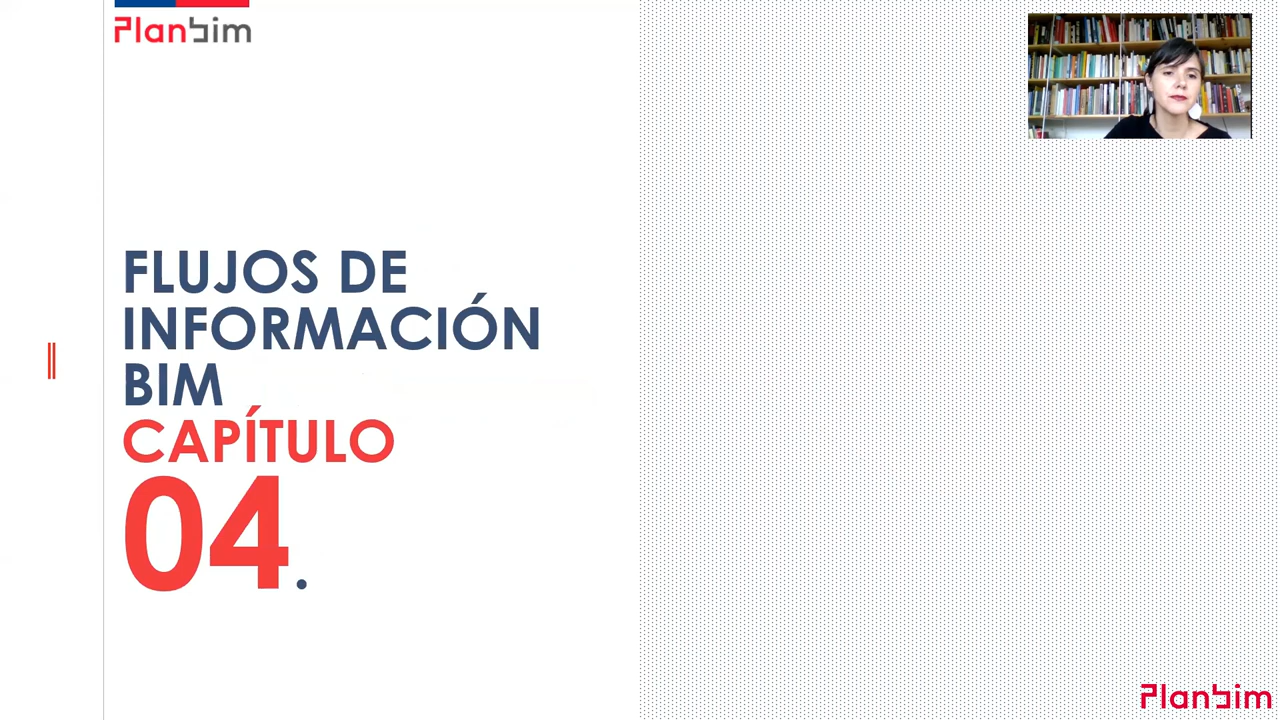 Planbim
FLUJOS DE
INFORMACIÓN
BIM
CAPÍTULO
04.
Planbim